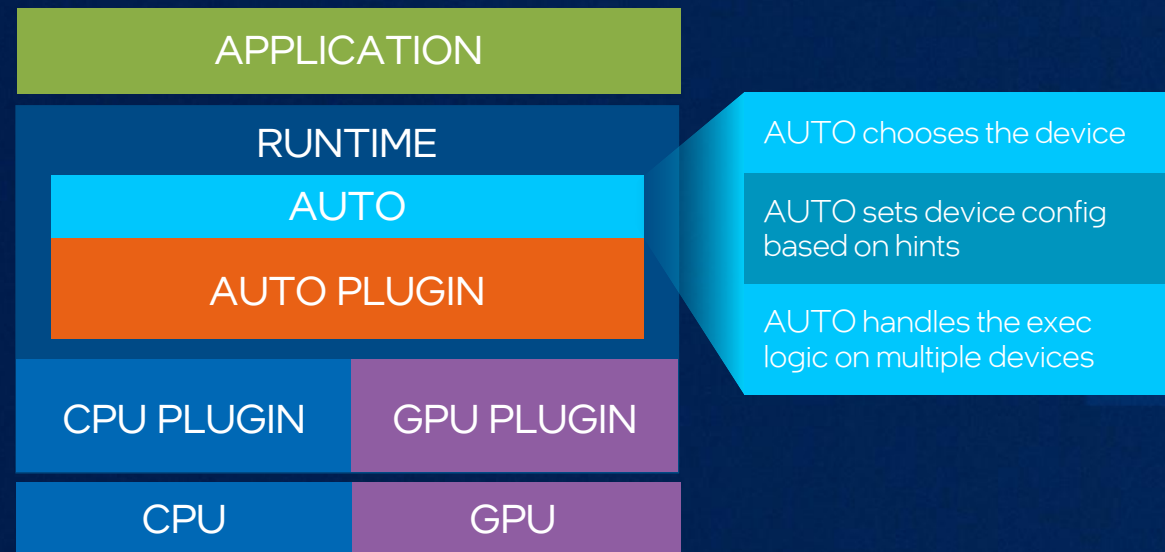 APPLICATION
RUNTIME
AUTO
AUTO PLUGIN
CPU PLUGIN
GPU PLUGIN
CPU
GPU
AUTO chooses the device
AUTO sets device config
based on hints
AUTO handles the exec
logic on multiple devices